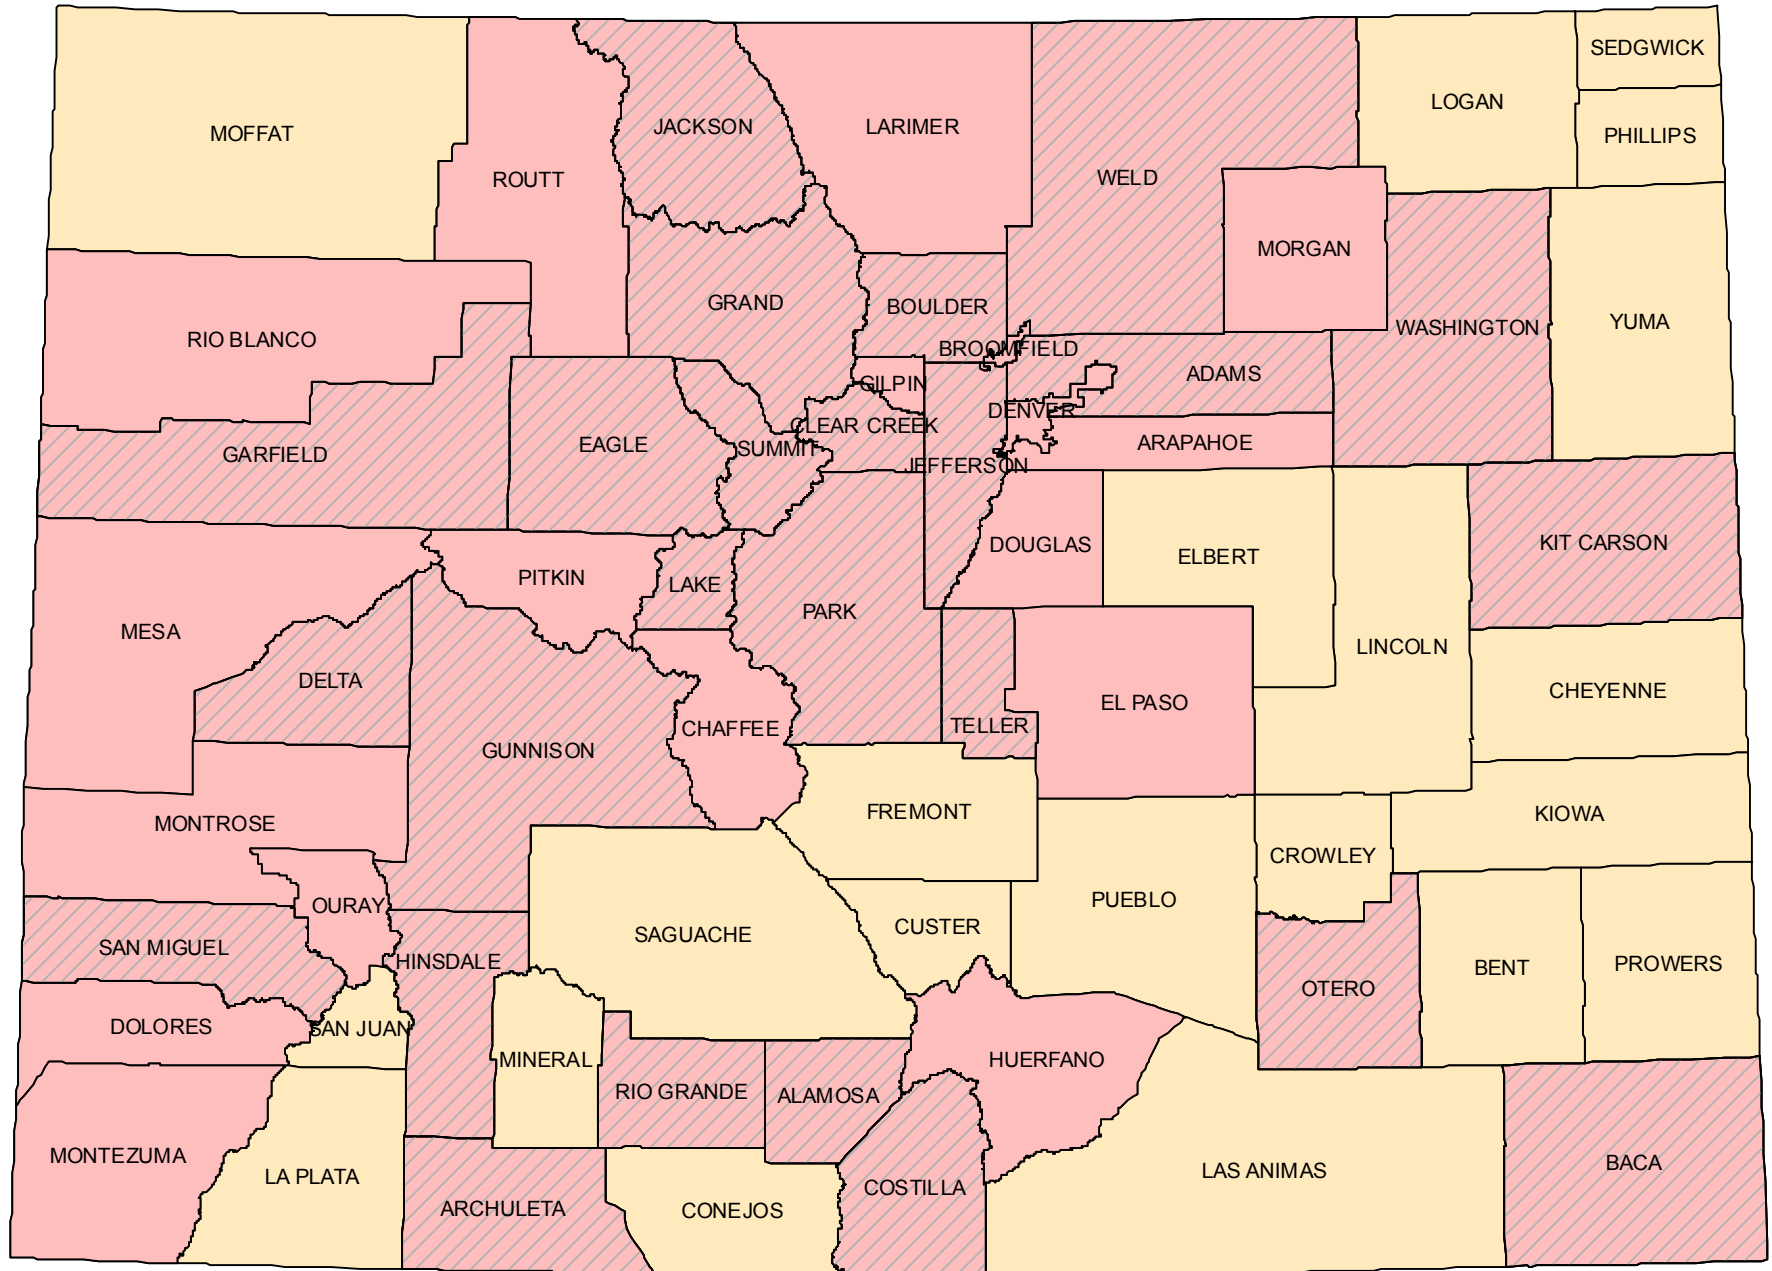 SEDGWICK
LOGAN
JACKSON
LARIMER
MOFFAT
PHILLIPS
ROUTT
WELD
MORGAN
GRAND
BOULDER
YUMA
WASHINGTON
RIO BLANCO
BROOMFIELD
ADAMS
GILPIN
DENVER
CLEAR CREEK
ARAPAHOE
EAGLE
SUMMIT
GARFIELD
JEFFERSON
KIT CARSON
DOUGLAS
ELBERT
PITKIN
LAKE
PARK
MESA
LINCOLN
DELTA
CHEYENNE
EL PASO
TELLER
CHAFFEE
GUNNISON
FREMONT
KIOWA
MONTROSE
CROWLEY
PUEBLO
OURAY
CUSTER
SAGUACHE
SAN MIGUEL
HINSDALE
PROWERS
BENT
OTERO
DOLORES
SAN JUAN
MINERAL
HUERFANO
RIO GRANDE
ALAMOSA
MONTEZUMA
BACA
LAS ANIMAS
LA PLATA
COSTILLA
ARCHULETA
CONEJOS